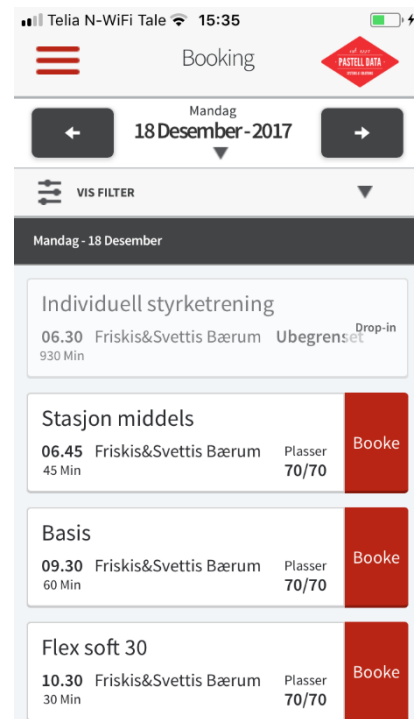 Telia N-WiFi Tale 15:35
Booking
PASTELL DATA
Mandag
18 Desember - 2017
VIS FILTER
Mandag - 18 Desember
Individuell styrketrening
06.30 Friskis&Svettis Bærum Ubegrenset Drop-in
930 Min
Stasjon middels
06.45 Friskis&Svettis Bærum Plasser
45 Min 70/70
Booke
Basis
09.30 Friskis&Svettis Bærum Plasser
60 Min 70/70
Booke
Flex soft 30
10.30 Friskis&Svettis Bærum Plasser
30 Min 70/70
Booke